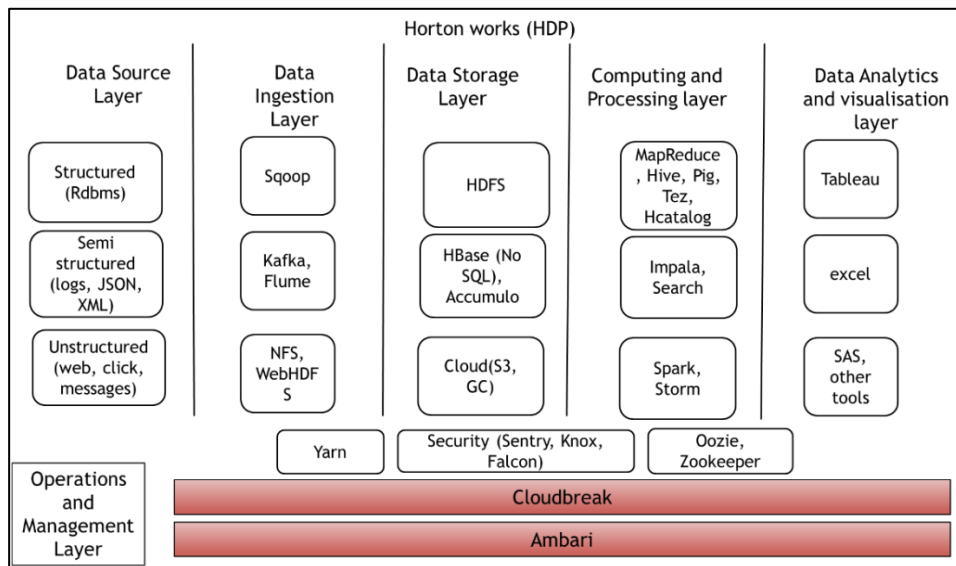 Horton works (HDP)
Data Source
Layer
Data
Ingestion
Layer
Data Storage
Layer
Computing and
Processing layer
Data Analytics
and visualisation
layer
Structured
(Rdbms)
Sqoop
HDFS
MapReduce
, Hive, Pig,
Tez,
Hcatalog
Tableau
Semi
structured
(logs, JSON,
XML)
Kafka,
Flume
HBase (No
SQL),
Accumulo
Impala,
Search
excel
Unstructured
(web, click,
messages)
NFS,
WebHDF
S
Cloud(S3,
GC)
Spark,
Storm
SAS,
other
tools
Yarn
Security (Sentry, Knox,
Falcon)
Oozie,
Zookeeper
Operations
and
Management
Layer
Cloudbreak
Ambari